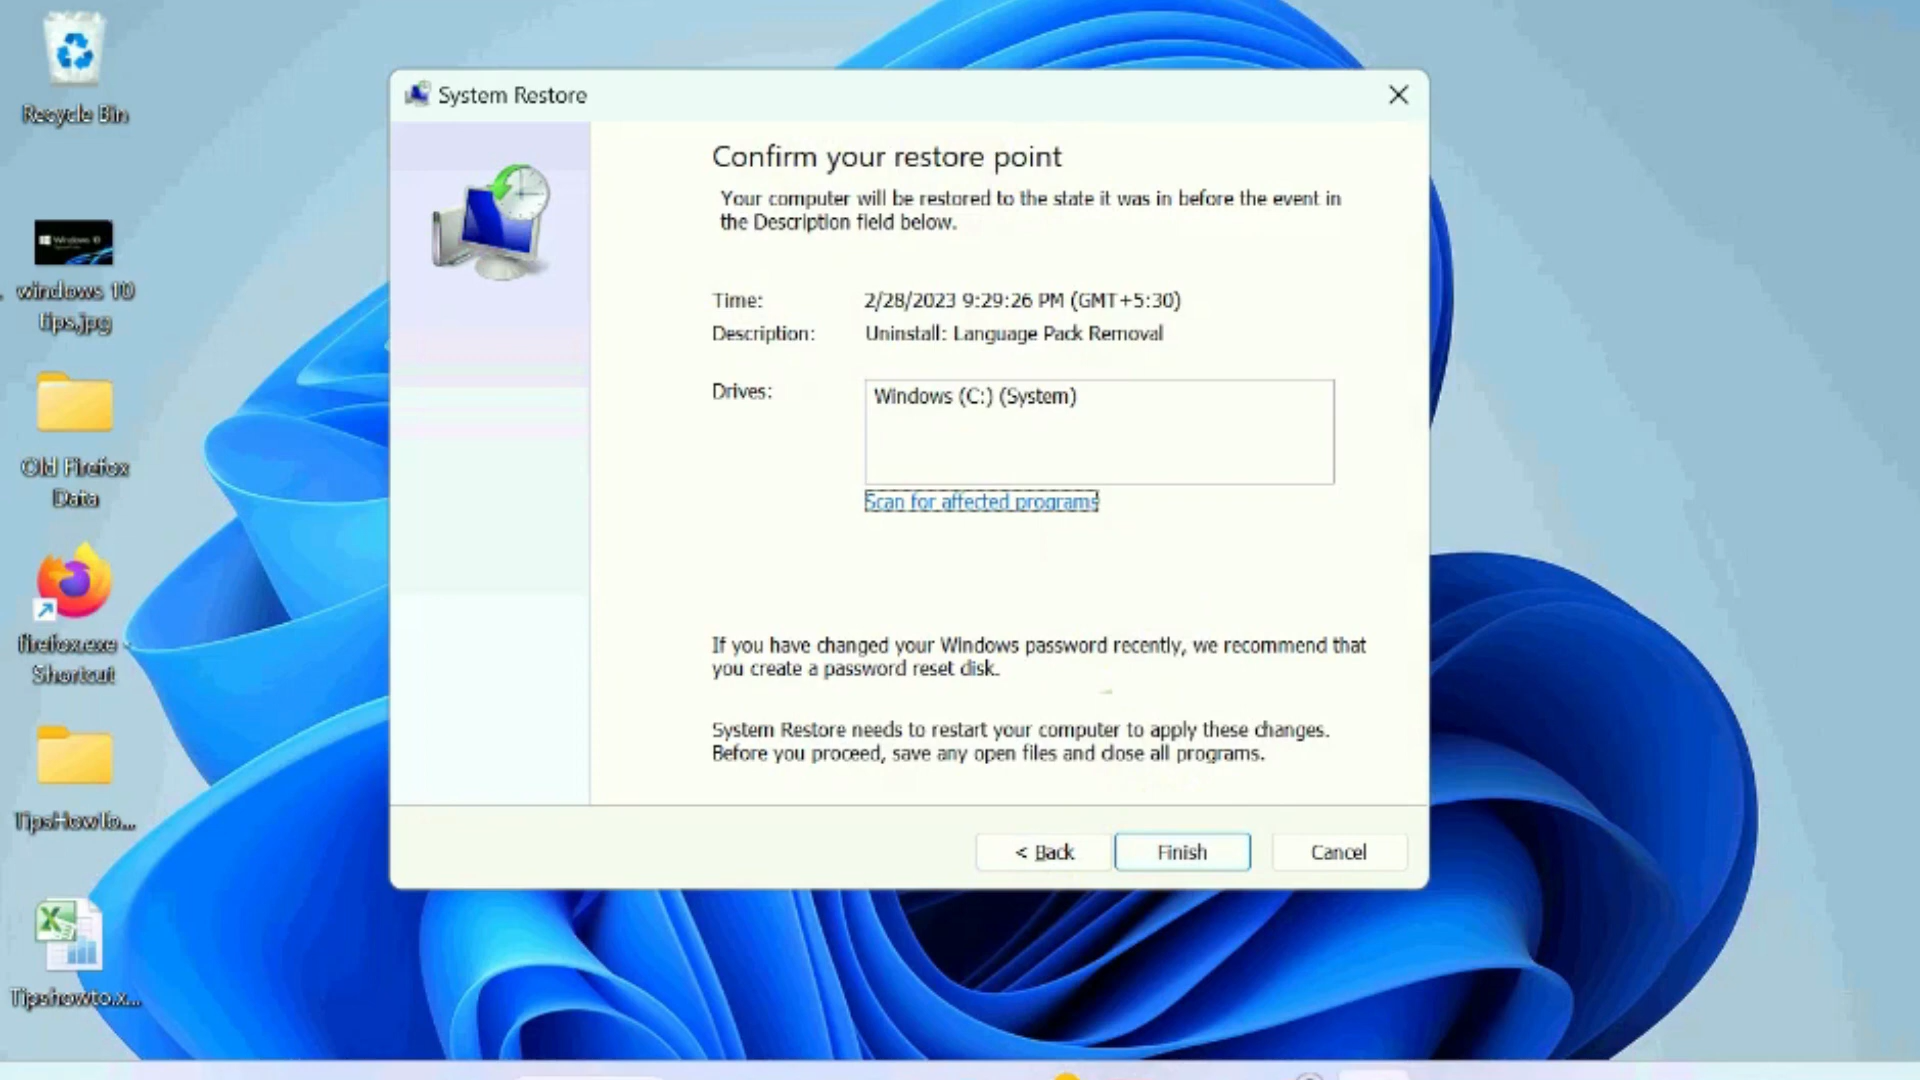 Recycle Bin
Windows 10
windows 10
tips.jpg
Old Firefox
Data
firefox.exe -
Shortcut
TipsHowTo...
Tipshowto.x...
System Restore
Confirm your restore point
Your computer will be restored to the state it was in before the event in
the Description field below.
Time: 2/28/2023 9:29:26 PM (GMT+5:30)
Description: Uninstall: Language Pack Removal
Drives: Windows (C:) (System)
Scan for affected programs
If you have changed your Windows password recently, we recommend that
you create a password reset disk.
System Restore needs to restart your computer to apply these changes.
Before you proceed, save any open files and close all programs.
< Back Finish Cancel